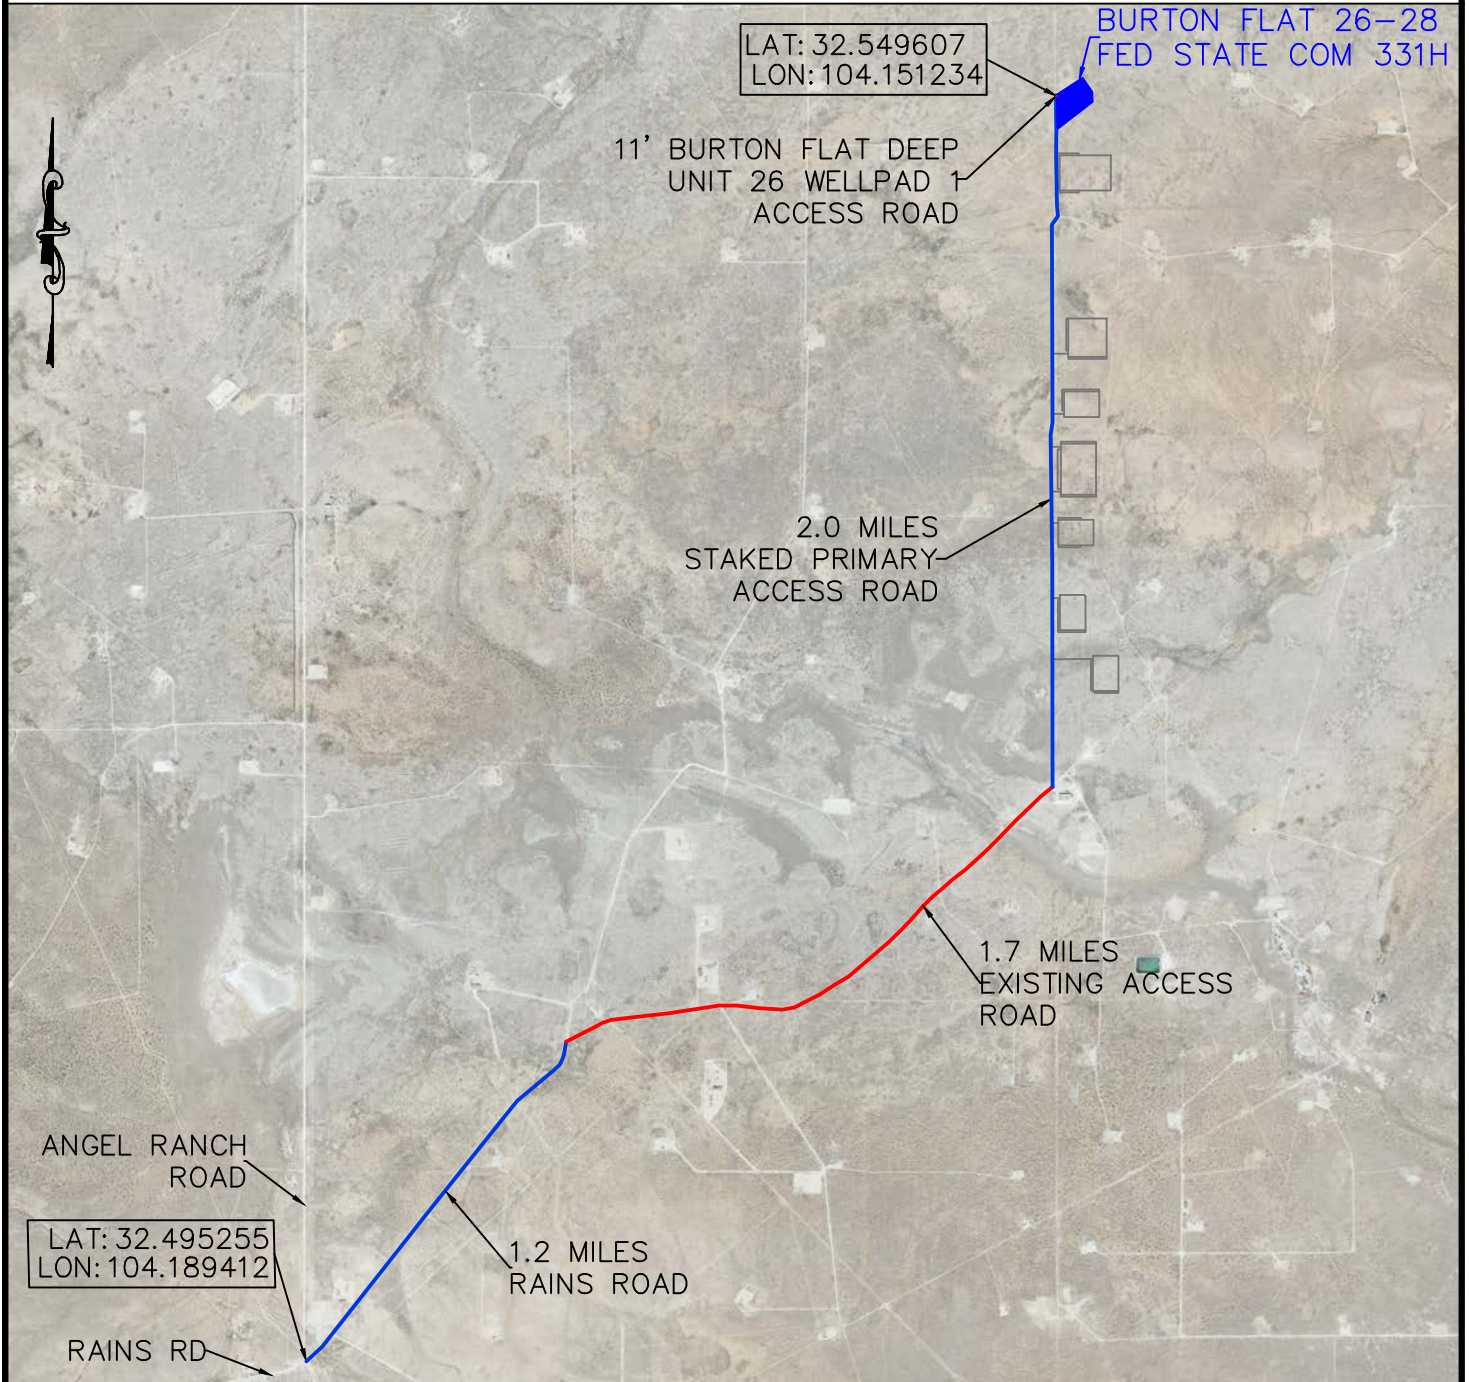 BURTON FLAT 26-28
FED STATE COM 331H
LAT: 32.549607
LON: 104.151234
11' BURTON FLAT DEEP
UNIT 26 WELLPAD 1
ACCESS ROAD
2.0 MILES
STAKED PRIMARY
ACCESS ROAD
1.7 MILES
EXISTING ACCESS
ROAD
ANGEL RANCH
ROAD
LAT: 32.495255
LON: 104.189412
1.2 MILES
RAINS ROAD
RAINS RD